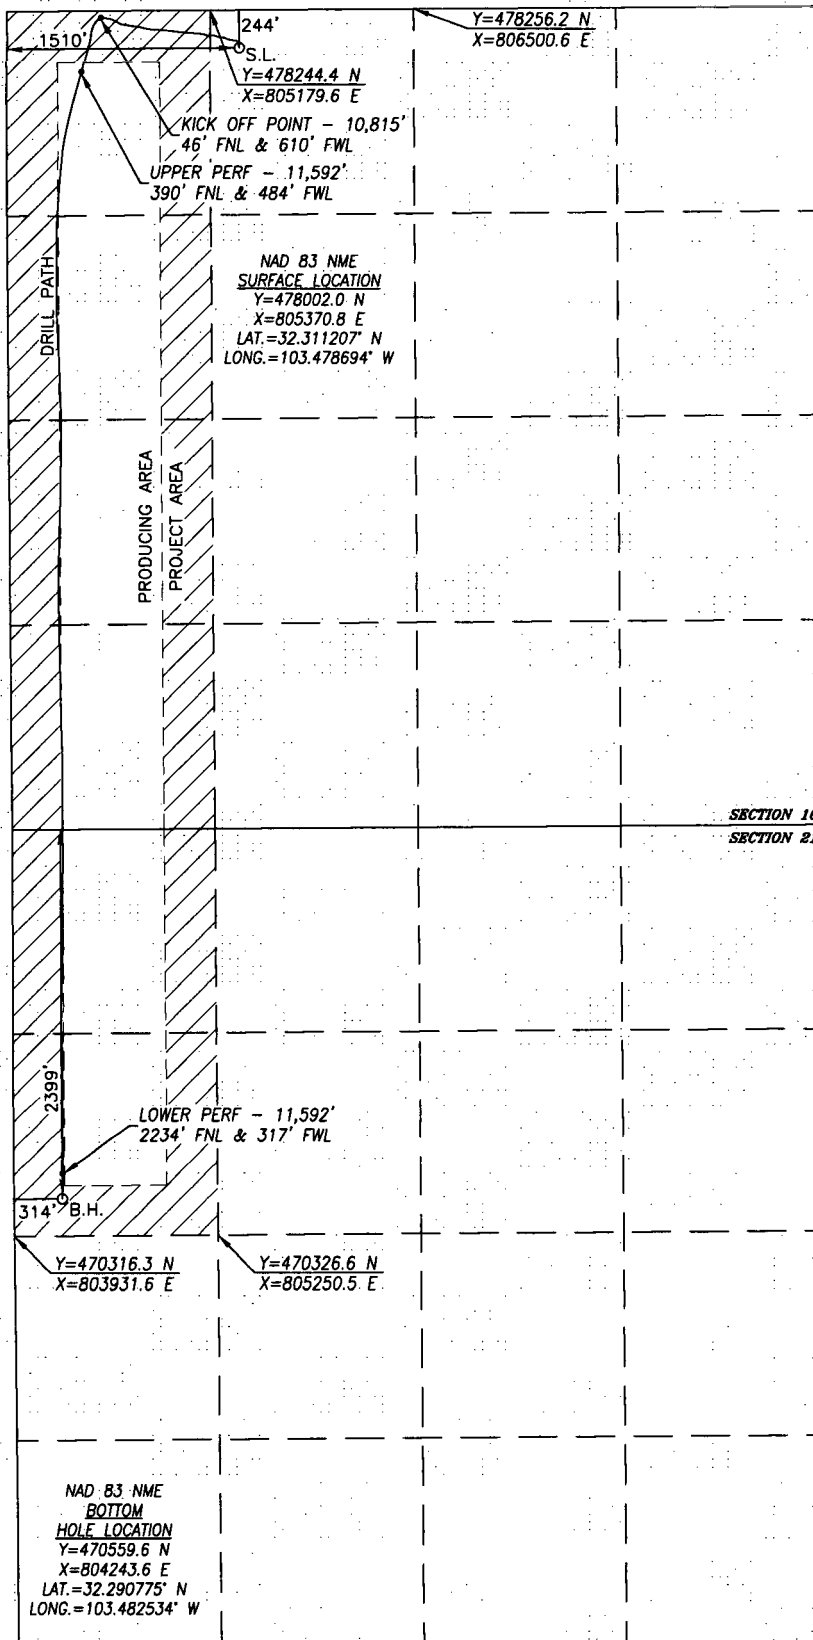 244'
1510'
S.L.
Y=478244.4 N
X=805179.6 E
Y=478256.2 N
X=806500.6 E
KICK OFF POINT - 10,815'
46' FNL & 610' FWL
UPPER PERF - 11,592'
390' FNL & 484' FWL
DRILL PATH
NAD 83 NME
SURFACE LOCATION
Y=478002.0 N
X=805370.8 E
LAT.=32.311207° N
LONG.=103.478694° W
PRODUCING AREA
PROJECT AREA
SECTION 16
SECTION 21
2399'
LOWER PERF - 11,592'
2234' FNL & 317' FWL
314'
B.H.
Y=470316.3 N
X=803931.6 E
Y=470326.6 N
X=805250.5 E
NAD 83 NME
BOTTOM
HOLE LOCATION
Y=470559.6 N
X=804243.6 E
LAT.=32.290775° N
LONG.=103.482534° W